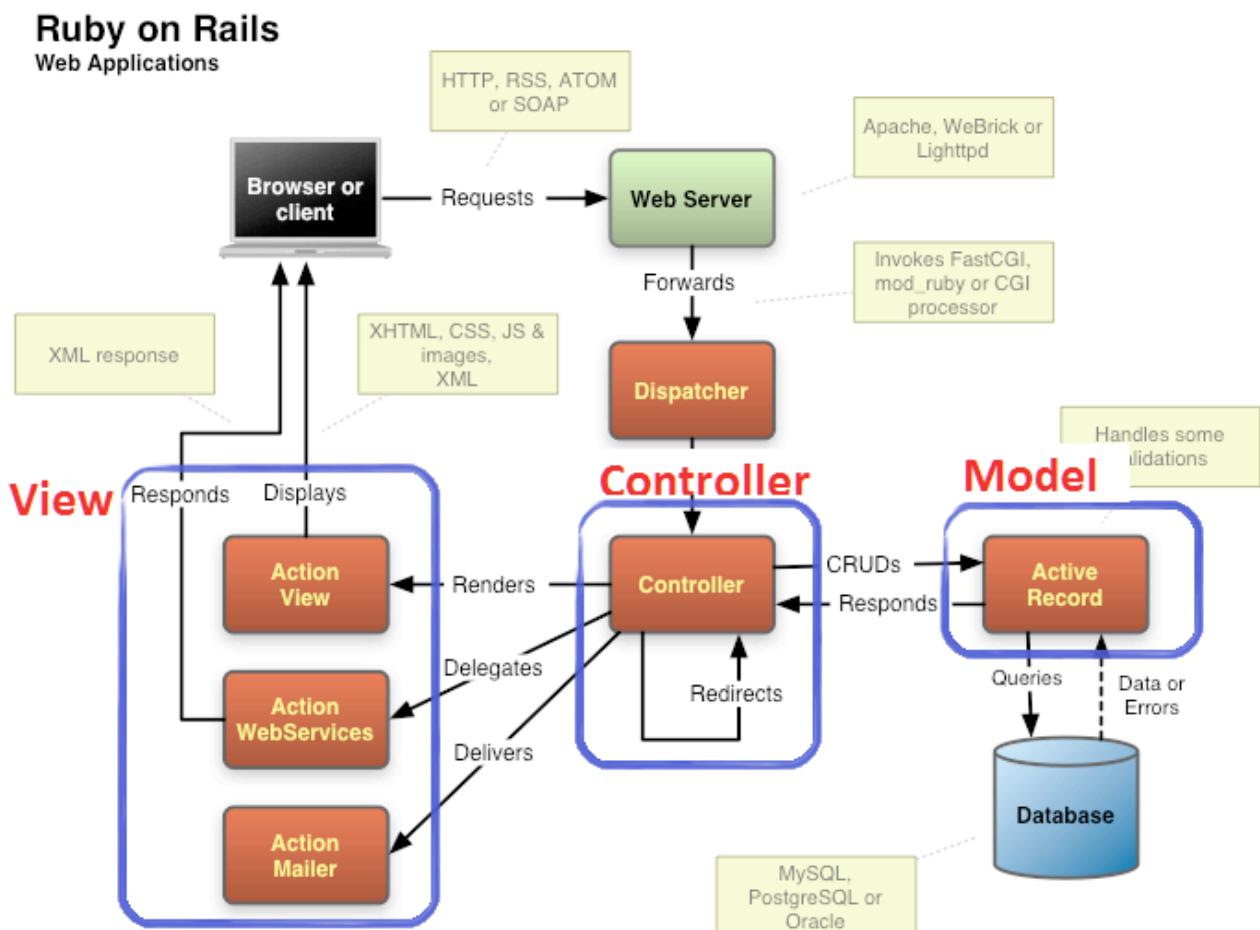 Ruby on Rails
Web Applications
HTTP, RSS, ATOM
or SOAP
Apache, WeBrick or
Lighttpd
Browser or
client
Requests
Web Server
Invokes FastCGI,
mod_ruby or CGI
processor
Forwards
XML response
XHTML, CSS, JS &
images,
XML
Dispatcher
Handles some
alidations
View
Responds
Displays
Controller
Model
Action
View
Renders
Controller
CRUDs
Responds
Active
Record
Delegates
Redirects
Queries
Data or
Errors
Action
WebServices
Delivers
Action
Mailer
Database
MySQL,
PostgreSQL or
Oracle